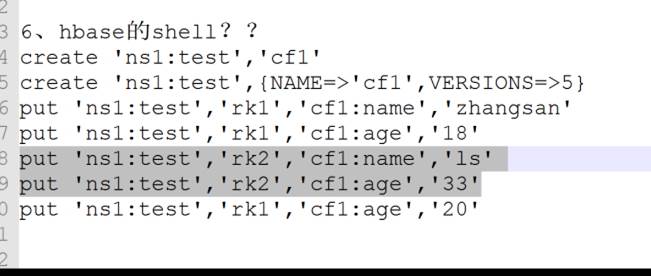 2
3
6、hbase的shell？？
4
create 'ns1:test','cf1'
5
create 'ns1:test',{NAME=>'cf1',VERSIONS=>5}
6
put 'ns1:test','rk1','cf1:name','zhangsan'
7
put 'ns1:test','rk1','cf1:age','18'
8
put 'ns1:test','rk2','cf1:name','ls'
9
put 'ns1:test','rk2','cf1:age','33'
0
put 'ns1:test','rk1','cf1:age','20'
1
2